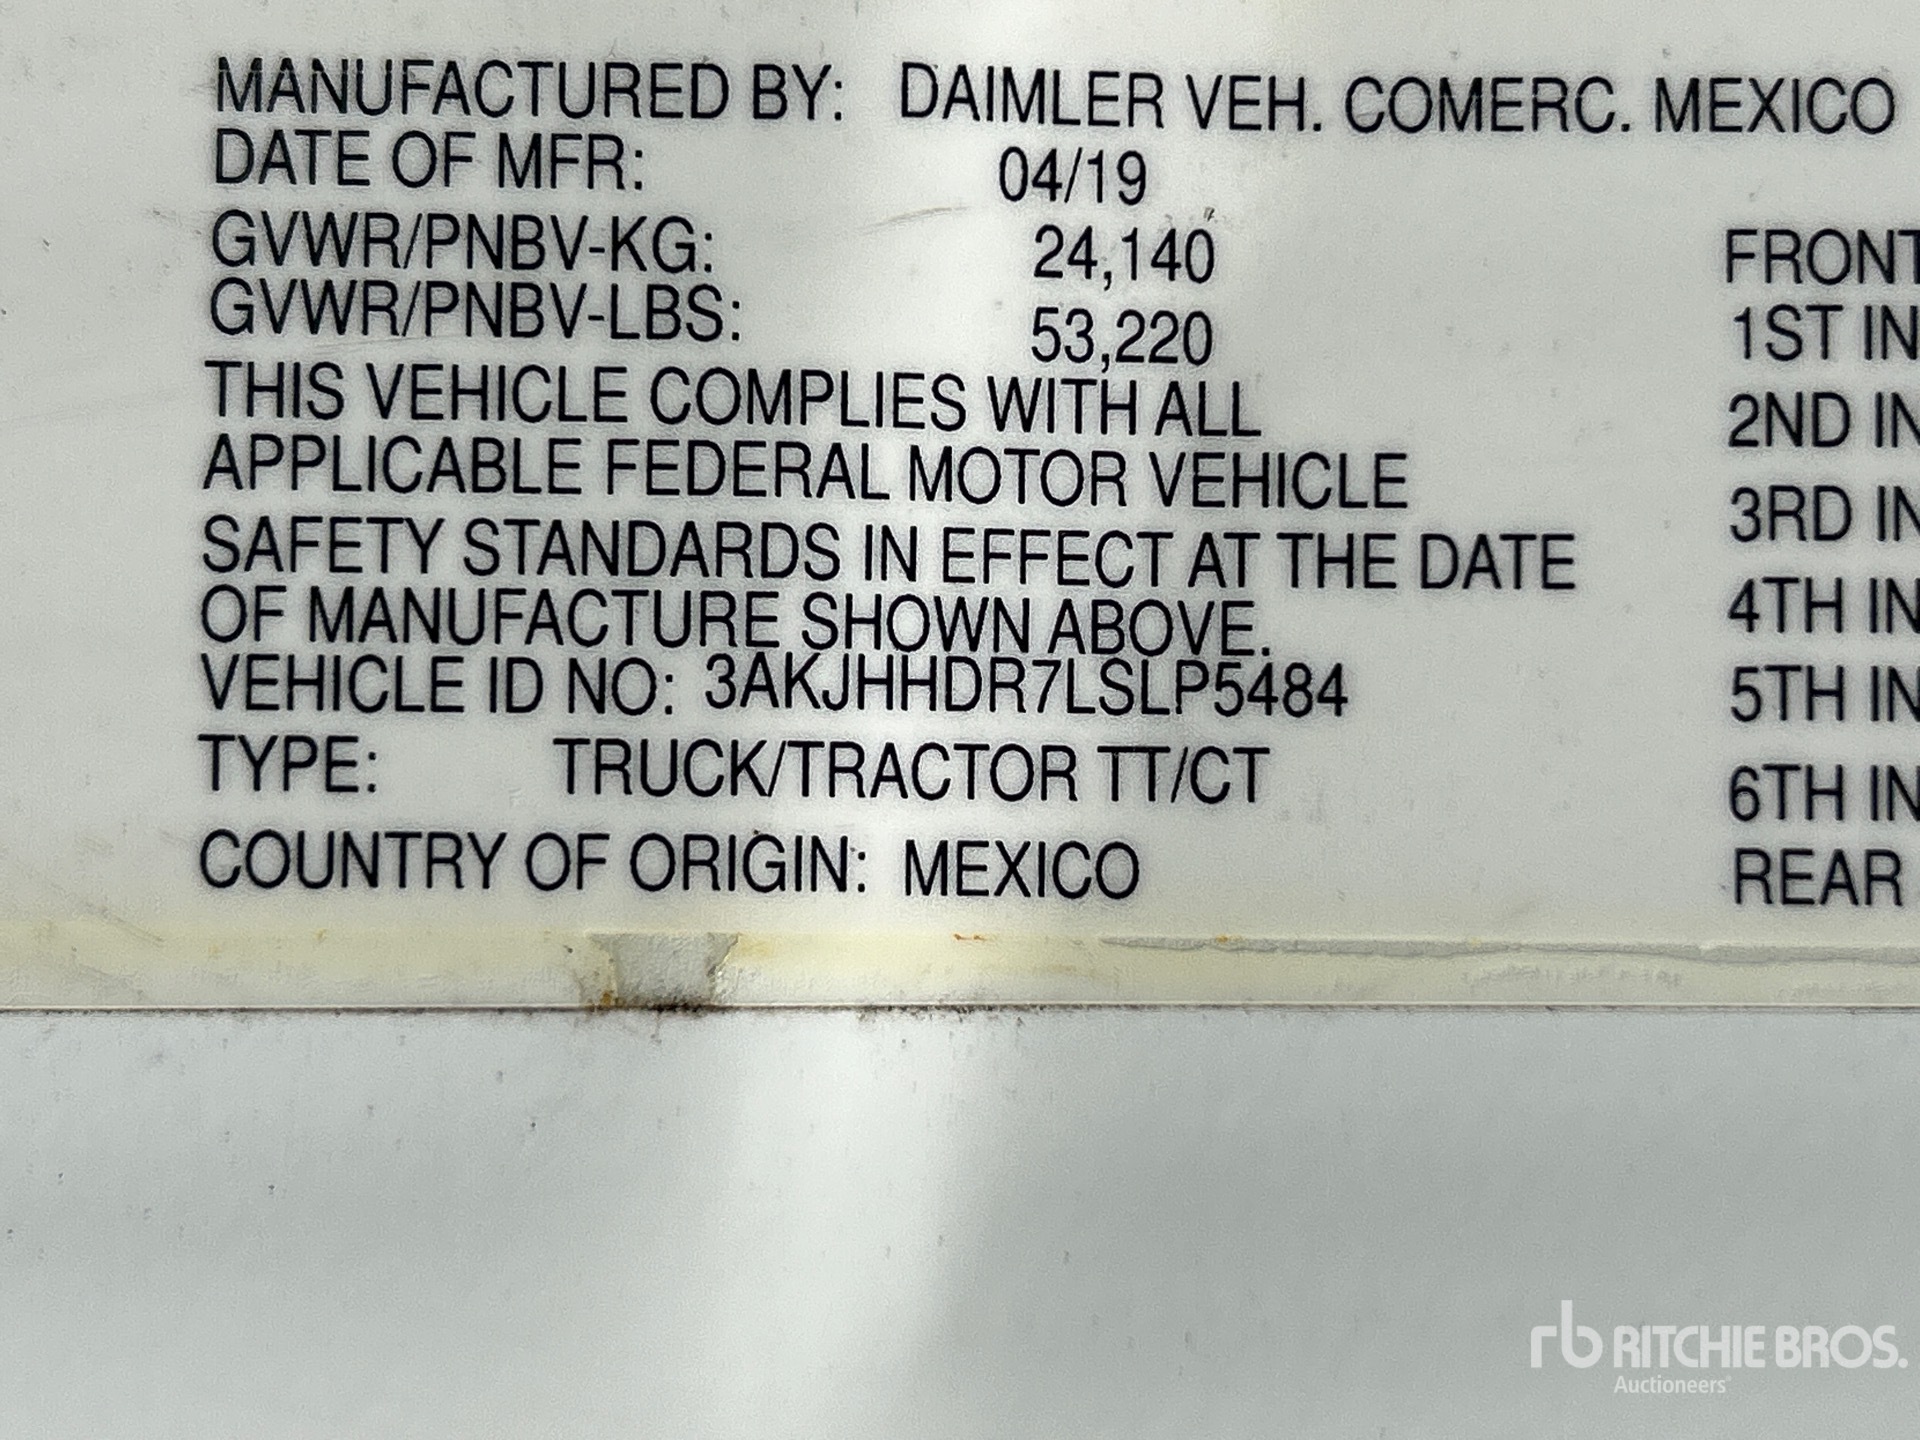 MANUFACTURED BY: DAIMLER VEH. COMERC. MEXICO
DATE OF MFR: 04/19
GVWR/PNBV-KG: 24,140
GVWR/PNBV-LBS: 53,220
THIS VEHICLE COMPLIES WITH ALL
APPLICABLE FEDERAL MOTOR VEHICLE
SAFETY STANDARDS IN EFFECT AT THE DATE
OF MANUFACTURE SHOWN ABOVE.
VEHICLE ID NO: 3AKJHHDR7LSLP5484
TYPE: TRUCK/TRACTOR TT/CT
COUNTRY OF ORIGIN: MEXICO
FRONT
1ST IN
2ND IN
3RD IN
4TH IN
5TH IN
6TH IN
REAR
rb RITCHIE BROS.
Auctioneers